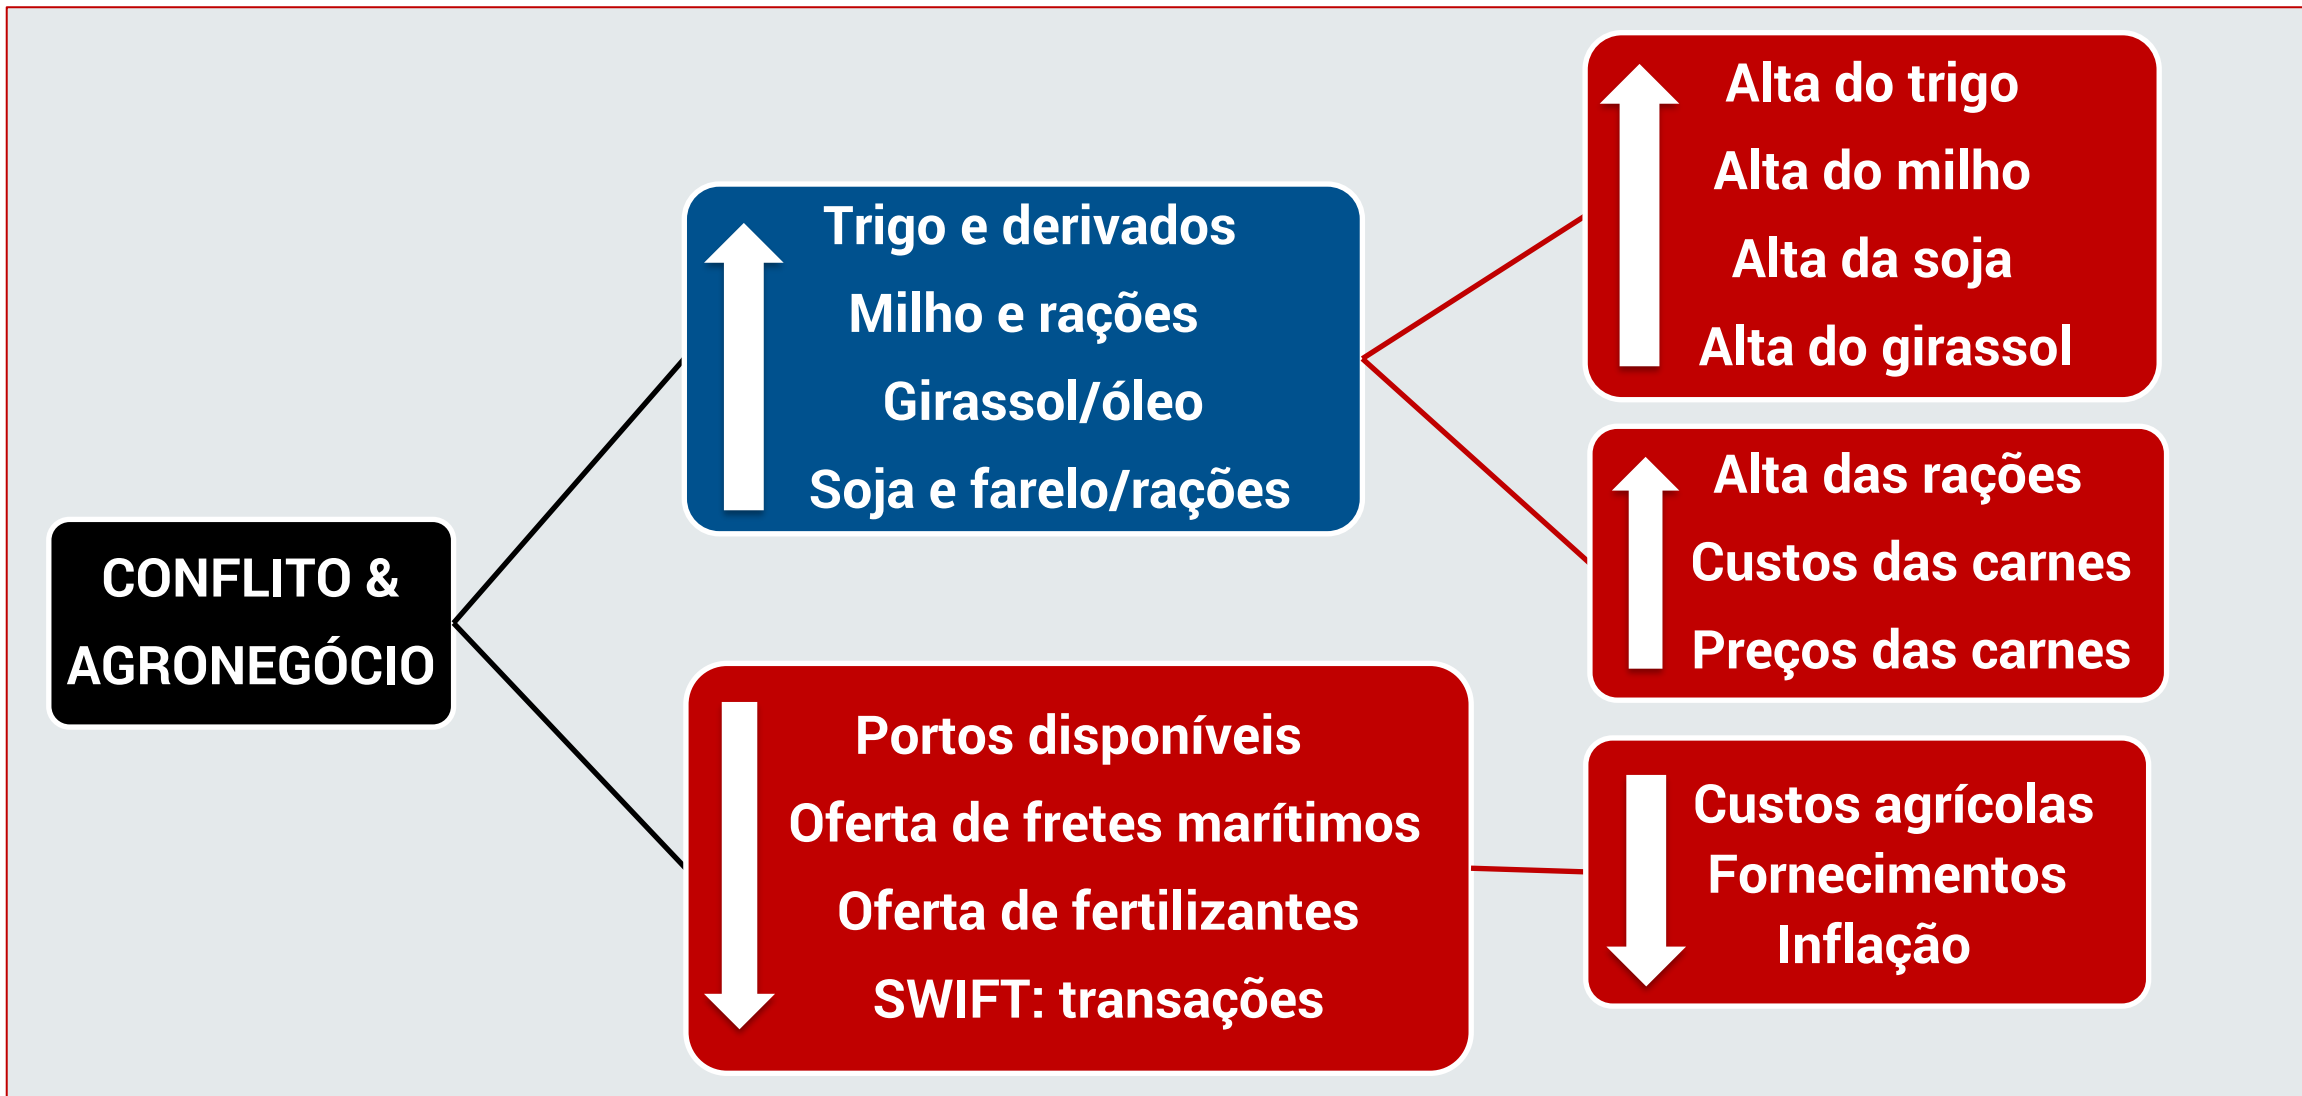 CONFLITO &
AGRONEGÓCIO
Trigo e derivados
Milho e rações
Girassol/óleo
Soja e farelo/rações
Portos disponíveis
Oferta de fretes marítimos
Oferta de fertilizantes
SWIFT: transações
Alta do trigo
Alta do milho
Alta da soja
Alta do girassol
Alta das rações
Custos das carnes
Preços das carnes
Custos agrícolas
Fornecimentos
Inflação